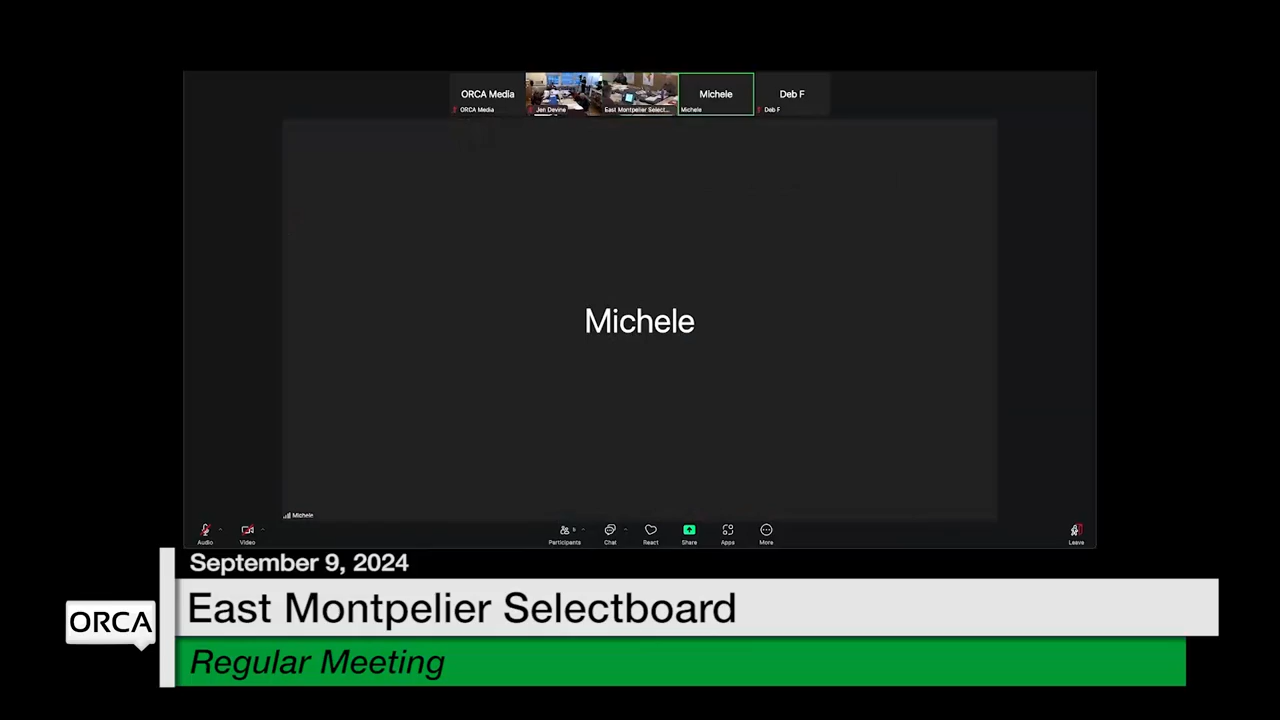 ORCA Media
Michele
Deb F
ORCA Media
Jen Devine
East Montpelier Select...
Michele
Deb F
Michele
Michele
Audio
Video
Participants
5
Chat
React
Share
Apps
More
Leave
September 9, 2024
East Montpelier Selectboard
ORCA
Regular Meeting